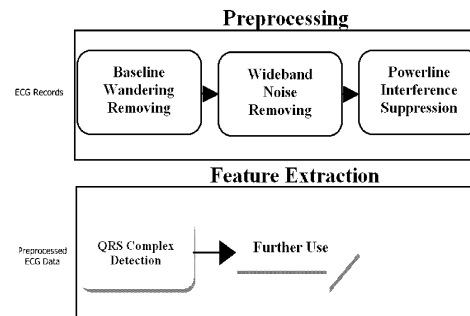 Preprocessing
ECG Records
Baseline
Wandering
Removing
Wideband
Noise
Removing
Powerline
Interference
Suppression
Feature Extraction
Preprocessed
ECG Data
QRS Complex
Detection
Further Use